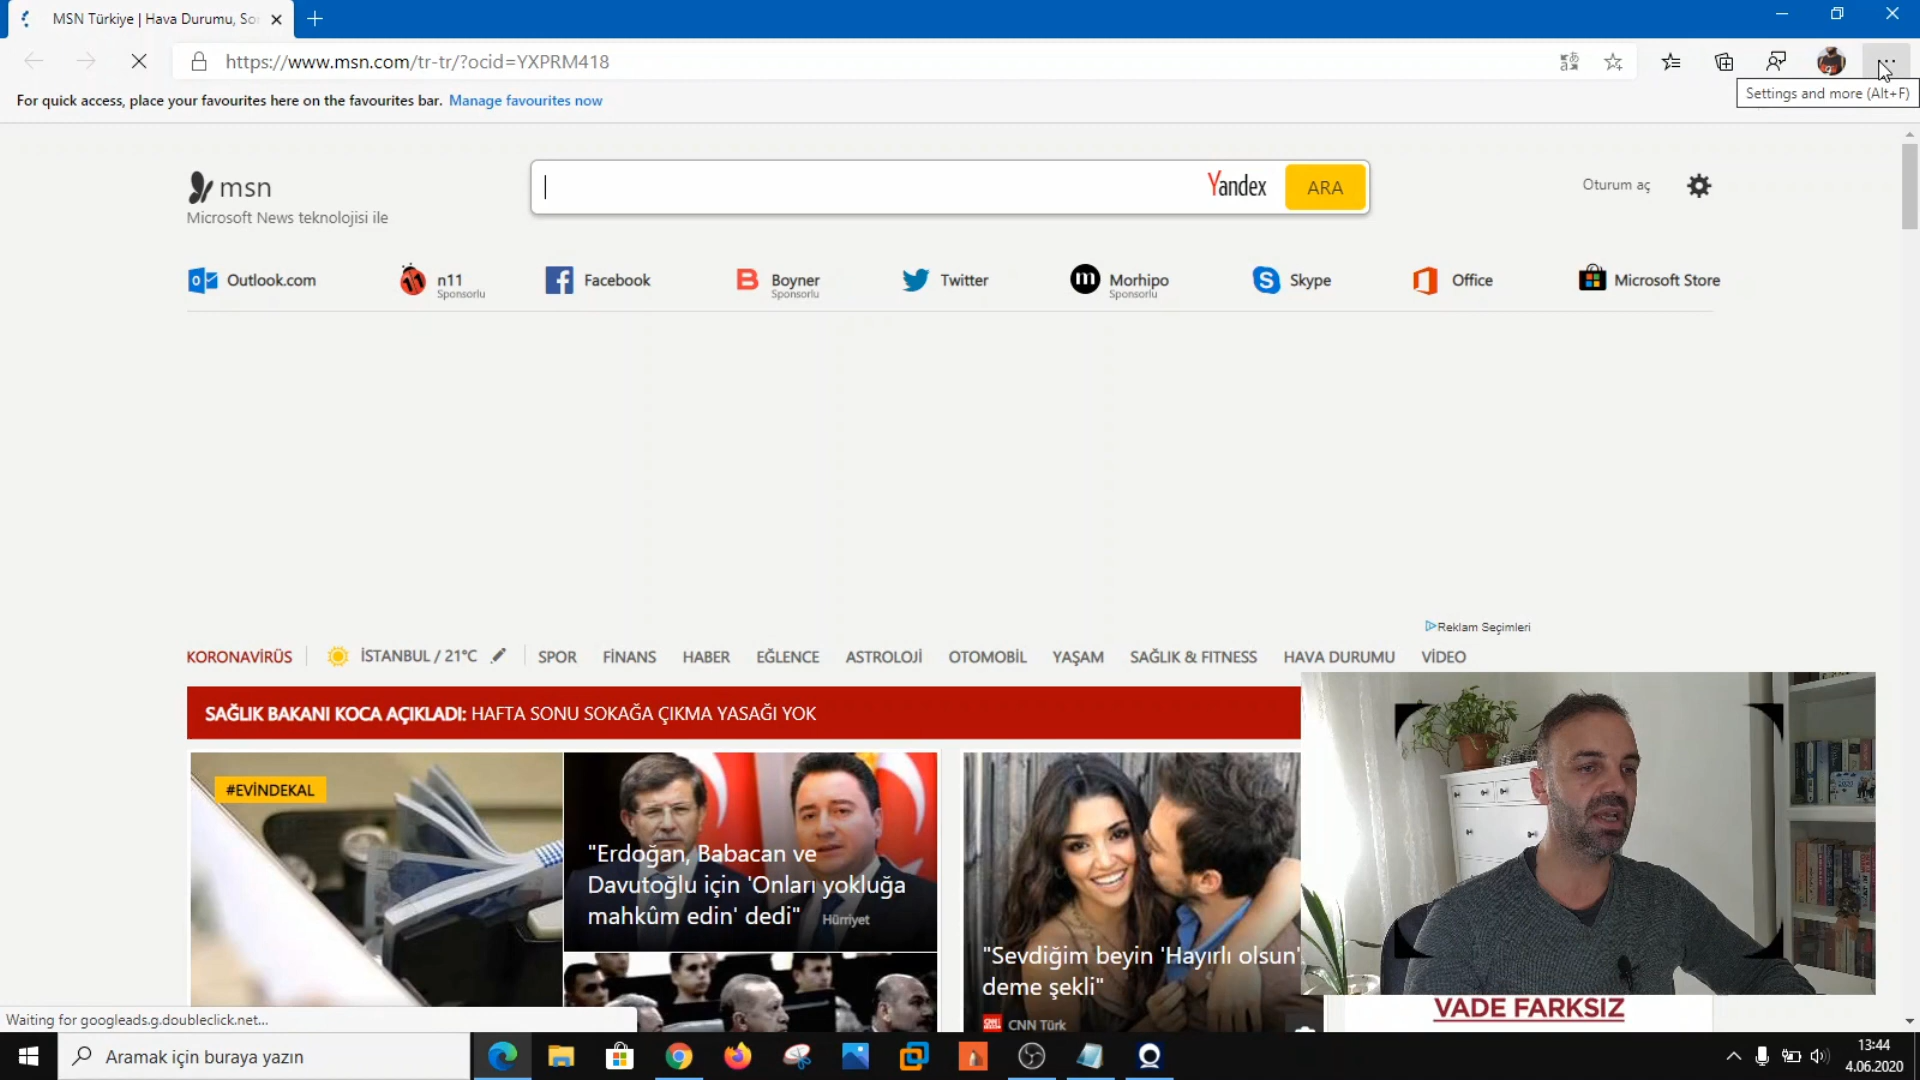 MSN Türkiye | Hava Durumu, So
https://www.msn.com/tr-tr/?ocid=YXPRM418
Settings and more (Alt+F)
For quick access, place your favourites here on the favourites bar. Manage favourites now
msn
Microsoft News teknolojisi ile
Yandex
ARA
Oturum aç
Outlook.com
n11
Sponsorlu
Facebook
Boyner
Sponsorlu
Twitter
Morhipo
Sponsorlu
Skype
Office
Microsoft Store
Reklam Seçimleri
KORONAVİRÜS
İSTANBUL / 21°C
SPOR FİNANS HABER EĞLENCE ASTROLOJİ OTOMOBİL YAŞAM SAĞLIK & FITNESS HAVA DURUMU VİDEO
SAĞLIK BAKANI KOCA AÇIKLADI: HAFTA SONU SOKAĞA ÇIKMA YASAĞI YOK
#EVİNDEKAL
"Erdoğan, Babacan ve
Davutoğlu için 'Onları yokluğa
mahkûm edin' dedi" Hürriyet
"Sevdiğim beyin 'Hayırlı olsun'
deme şekli"
CNN Türk
VADE FARKSIZ
Waiting for googleads.g.doubleclick.net...
Aramak için buraya yazın
13:44
4.06.2020